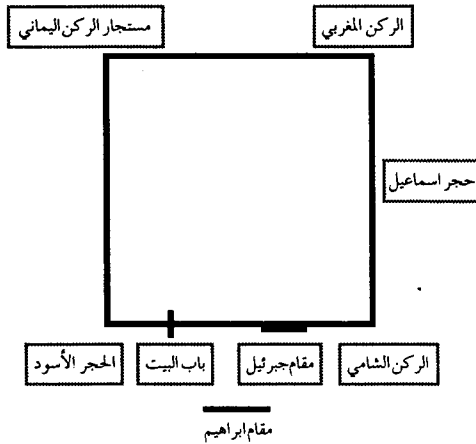 الركن المغربي
مستجار الركن اليماني
حجر اسماعيل
الركن الشامي
مقام جبرئيل
باب البيت
الحجر الأسود
مقام ابراهيم